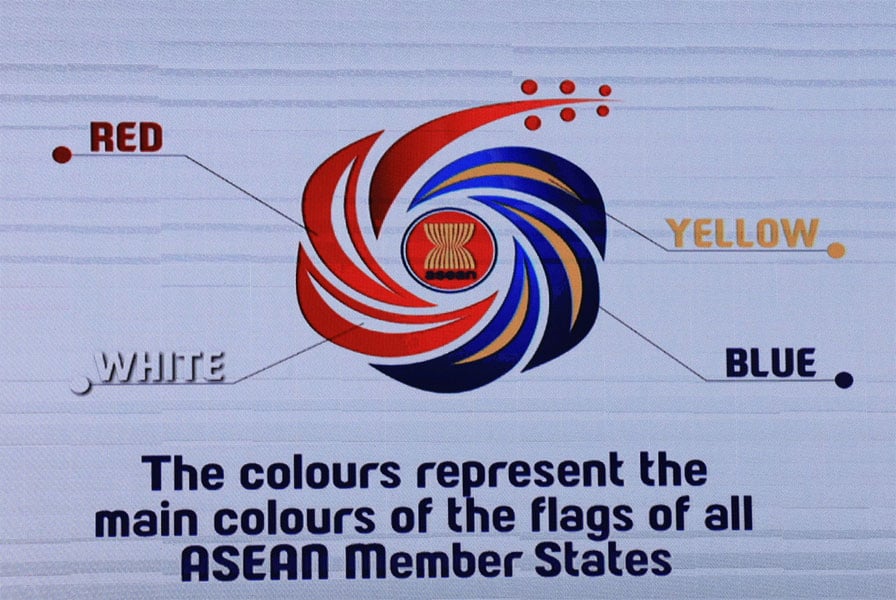 RED
YELLOW
asean
WHITE
BLUE
The colours represent the
main colours of the flags of all
ASEAN Member States